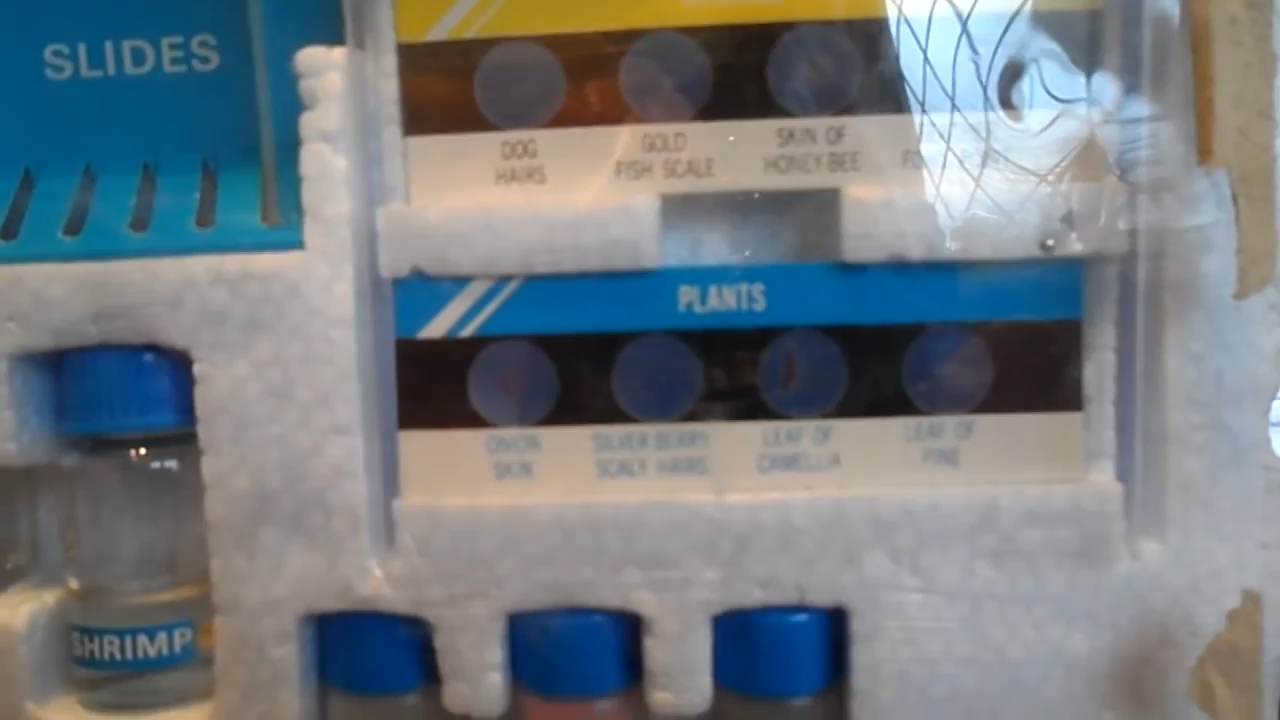 SLIDES
DOG
HAIRS
GOLD
FISH SCALE
SKIN OF
HONEY-BEE
PLANTS
ONION
SKIN
SILVER BERRY
SCALY HAIRS
LEAF OF
CAMELLIA
LEAF OF
PINE
SHRIMP